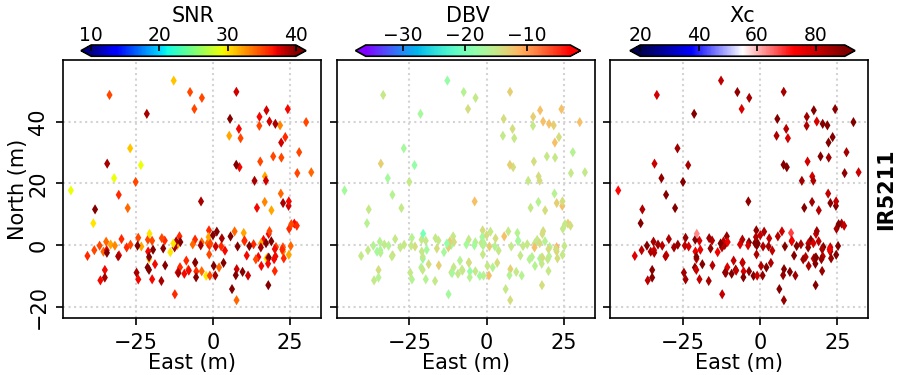 SNR DBV Xc
10 20 30 40 −30 −20 −10 20 40 60 80
40
20
0
−20
North (m)
IR5211
−25 0 25 −25 0 25 −25 0 25
East (m) East (m) East (m)